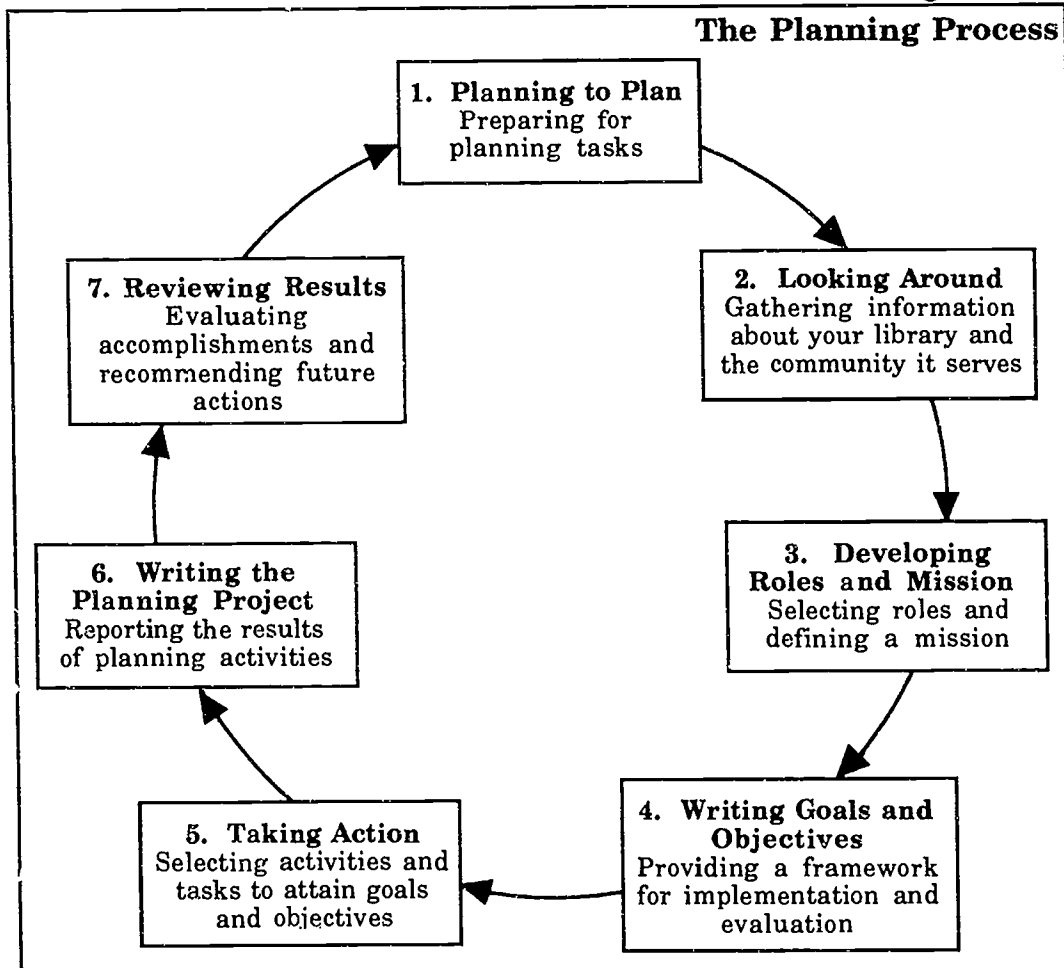 The Planning Process
1. Planning to Plan
Preparing for
planning tasks
2. Looking Around
Gathering information
about your library and
the community it serves
3. Developing
Roles and Mission
Selecting roles and
defining a mission
4. Writing Goals and
Objectives
Providing a framework
for implementation and
evaluation
5. Taking Action
Selecting activities and
tasks to attain goals
and objectives
6. Writing the
Planning Project
Reporting the results
of planning activities
7. Reviewing Results
Evaluating
accomplishments and
recommending future
actions